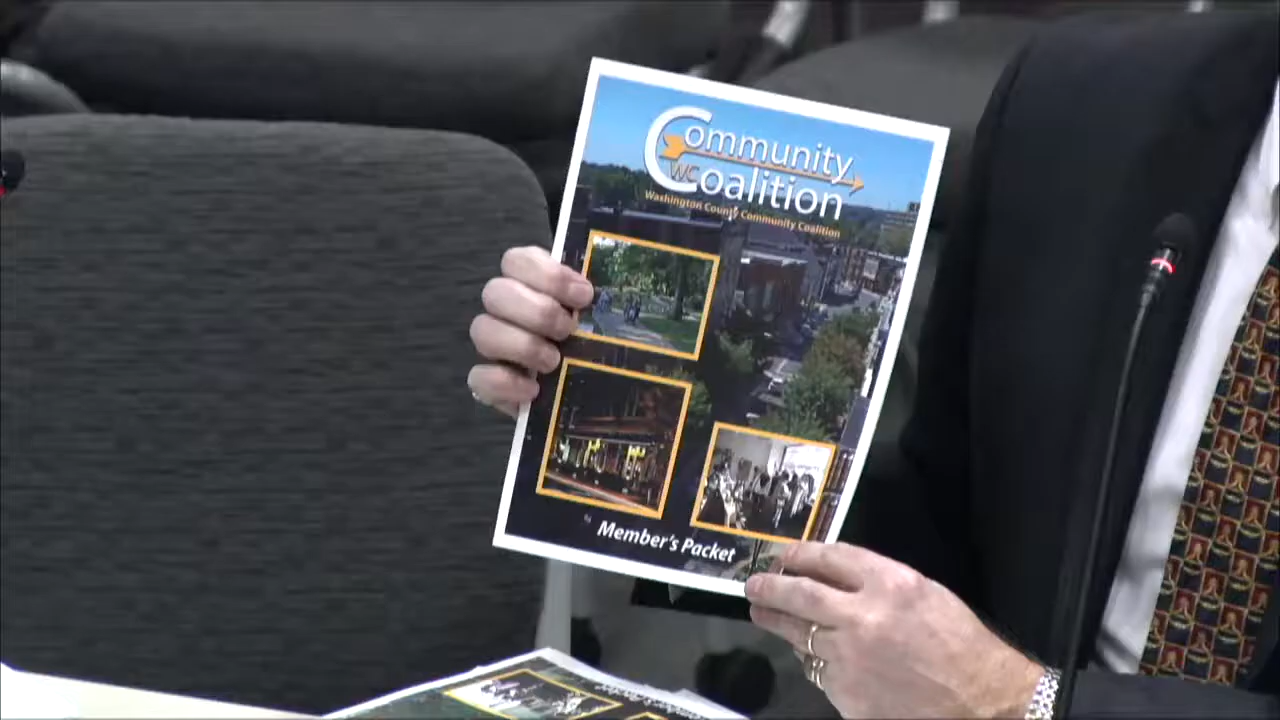 Community
WC
Coalition
Washington County Community Coalition
Member's Packet